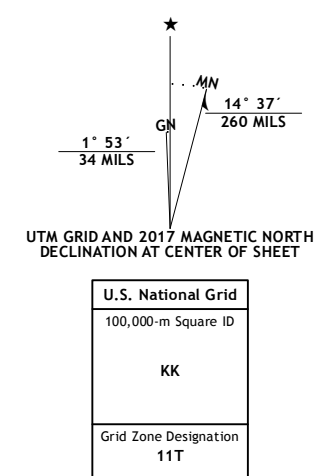 MN
14° 37´
260 MILS
GN
1° 53´
34 MILS
UTM GRID AND 2017 MAGNETIC NORTH
DECLINATION AT CENTER OF SHEET
U.S. National Grid
100,000-m Square ID
KK
Grid Zone Designation
11T